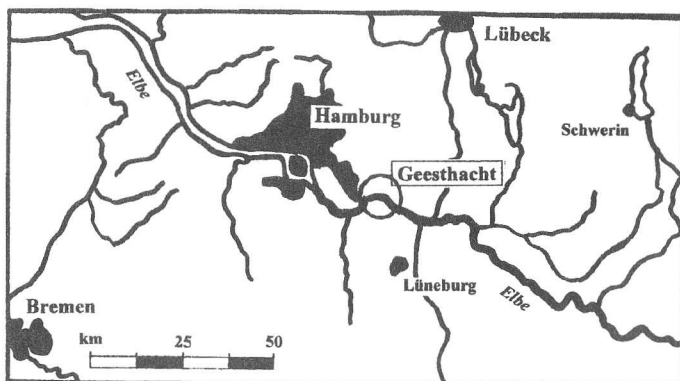 Lübeck
Elbe
Hamburg
Schwerin
Geesthacht
Lüneburg
Elbe
Bremen
km 25 50